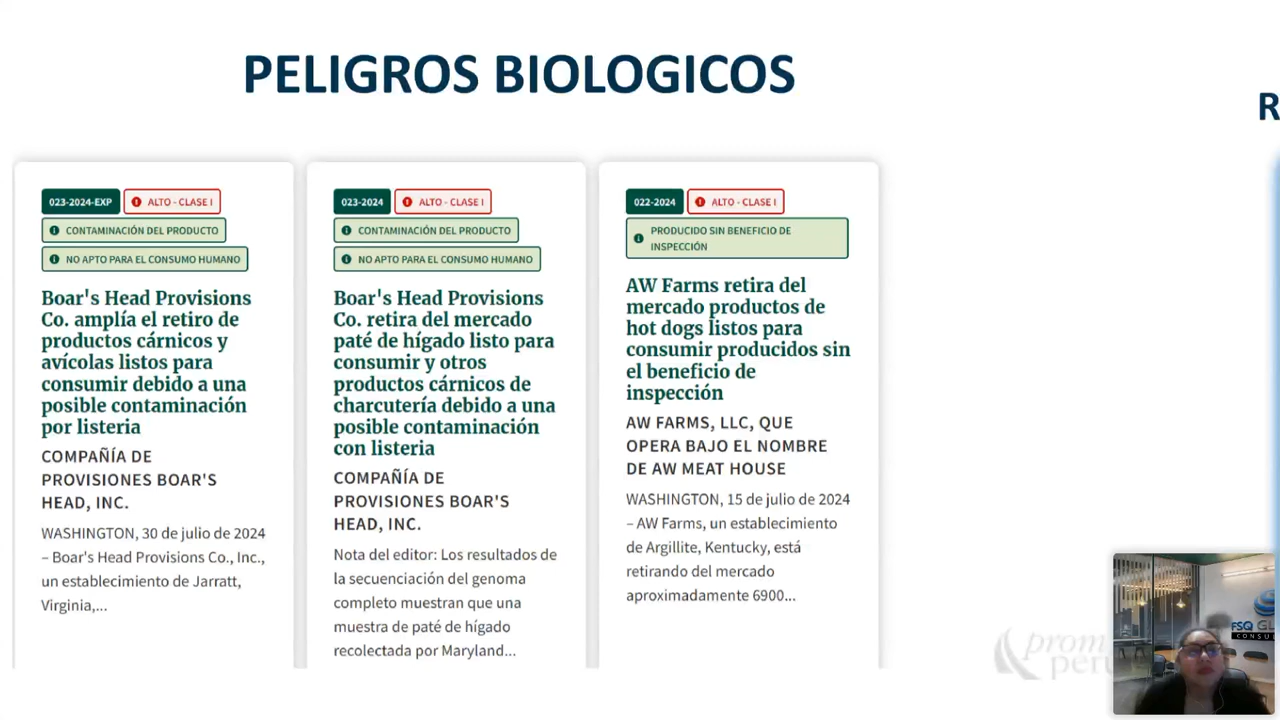 PELIGROS BIOLOGICOS
R
023-2024-EXP
ALTO - CLASE I
CONTAMINACIÓN DEL PRODUCTO
NO APTO PARA EL CONSUMO HUMANO
Boar's Head Provisions
Co. amplía el retiro de
productos cárnicos y
avícolas listos para
consumir debido a una
posible contaminación
por listeria
COMPAÑÍA DE
PROVISIONES BOAR'S
HEAD, INC.
WASHINGTON, 30 de julio de 2024
– Boar's Head Provisions Co., Inc.,
un establecimiento de Jarratt,
Virginia,...
023-2024
ALTO - CLASE I
CONTAMINACIÓN DEL PRODUCTO
NO APTO PARA EL CONSUMO HUMANO
Boar's Head Provisions
Co. retira del mercado
paté de hígado listo para
consumir y otros
productos cárnicos de
charcutería debido a una
posible contaminación
con listeria
COMPAÑÍA DE
PROVISIONES BOAR'S
HEAD, INC.
Nota del editor: Los resultados de
la secuenciación del genoma
completo muestran que una
muestra de paté de hígado
recolectada por Maryland...
022-2024
ALTO - CLASE I
PRODUCIDO SIN BENEFICIO DE
INSPECCIÓN
AW Farms retira del
mercado productos de
hot dogs listos para
consumir producidos sin
el beneficio de
inspección
AW FARMS, LLC, QUE
OPERA BAJO EL NOMBRE
DE AW MEAT HOUSE
WASHINGTON, 15 de julio de 2024
– AW Farms, un establecimiento
de Argillite, Kentucky, está
retirando del mercado
aproximadamente 6900...
prom
peru
FSQ GL
CONSUL